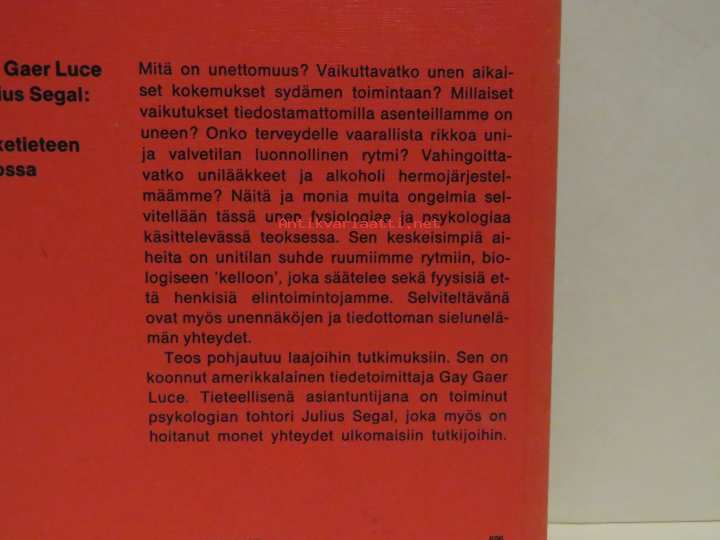 Gaer Luce
ius Segal:
ketieteen
ossa
Mitä on unettomuus? Vaikuttavatko unen aikai-
set kokemukset sydämen toimintaan? Millaiset
vaikutukset tiedostamattomilla asenteillamme on
uneen? Onko terveydelle vaarallista rikkoa uni-
ja valvetilan luonnollinen rytmi? Vahingoitta-
vatko unilääkkeet ja alkoholi hermojärjestel-
määmme? Näitä ja monia muita ongelmia sel-
vitellään tässä unen fysiologiaa ja psykologiaa
Antikvariaatti.net
käsittelevässä teoksessa. Sen keskeisimpiä ai-
heita on unitilan suhde ruumiimme rytmiin, bio-
logiseen 'kelloon', joka säätelee sekä fyysisiä et-
tä henkisiä elintoimintojamme. Selviteltävänä
ovat myös unennäköjen ja tiedottoman sielunelä-
män yhteydet.
Teos pohjautuu laajoihin tutkimuksiin. Sen on
koonnut amerikkalainen tiedetoimittaja Gay Gaer
Luce. Tieteellisenä asiantuntijana on toiminut
psykologian tohtori Julius Segal, joka myös on
hoitanut monet yhteydet ulkomaisiin tutkijoihin.